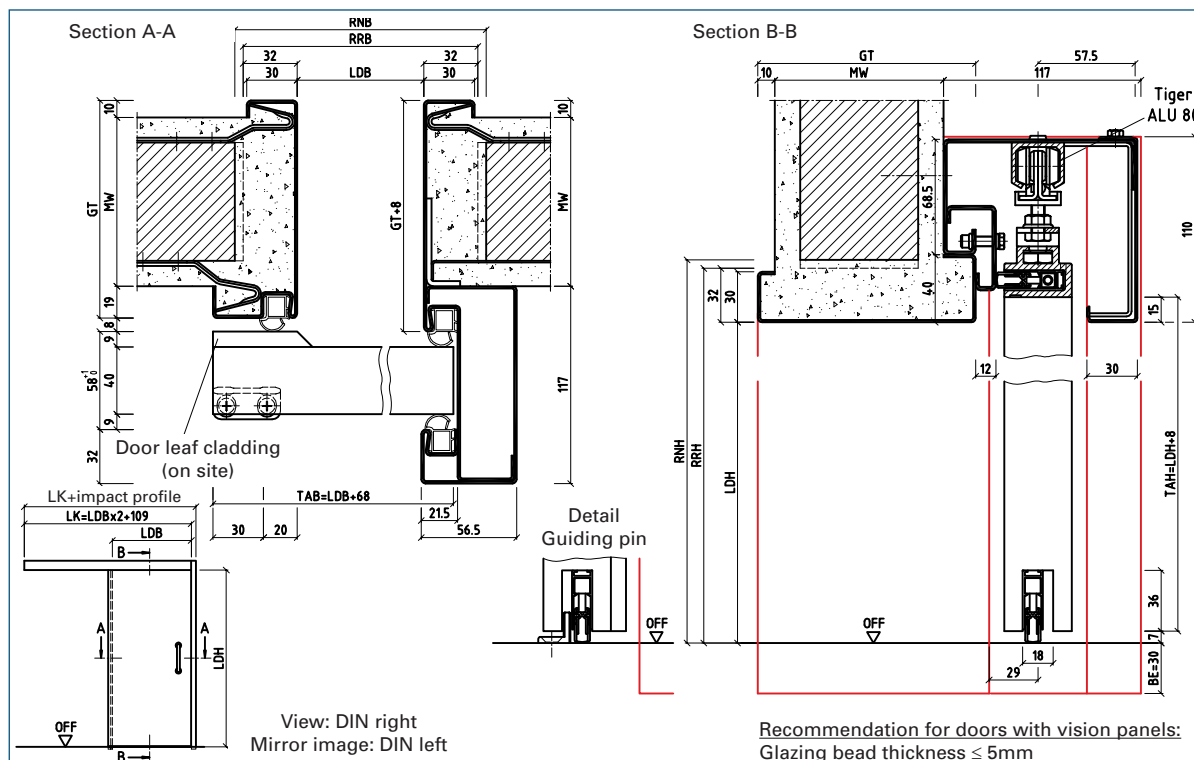 Section A-A
RNB
RRB
32
32
30
LDB
30
10
10
GT
MW
GT+8
MW
19
8
9
58 +1 0
40
9
32
117
Door leaf cladding
(on site)
TAB=LDB+68
30
20
21.5
56.5
LK+impact profile
LK=LDBx2+109
LDB
B
A
A
LDH
OFF
B
View: DIN right
Mirror image: DIN left
Detail
Guiding pin
OFF
Section B-B
GT
57.5
10
MW
117
Tiger
ALU 80
68.5
110
32
30
40
15
12
30
RNH
RRH
LDH
TAH=LDH+8
OFF
36
7
18
29
BE=30
Recommendation for doors with vision panels:
Glazing bead thickness ≤ 5mm